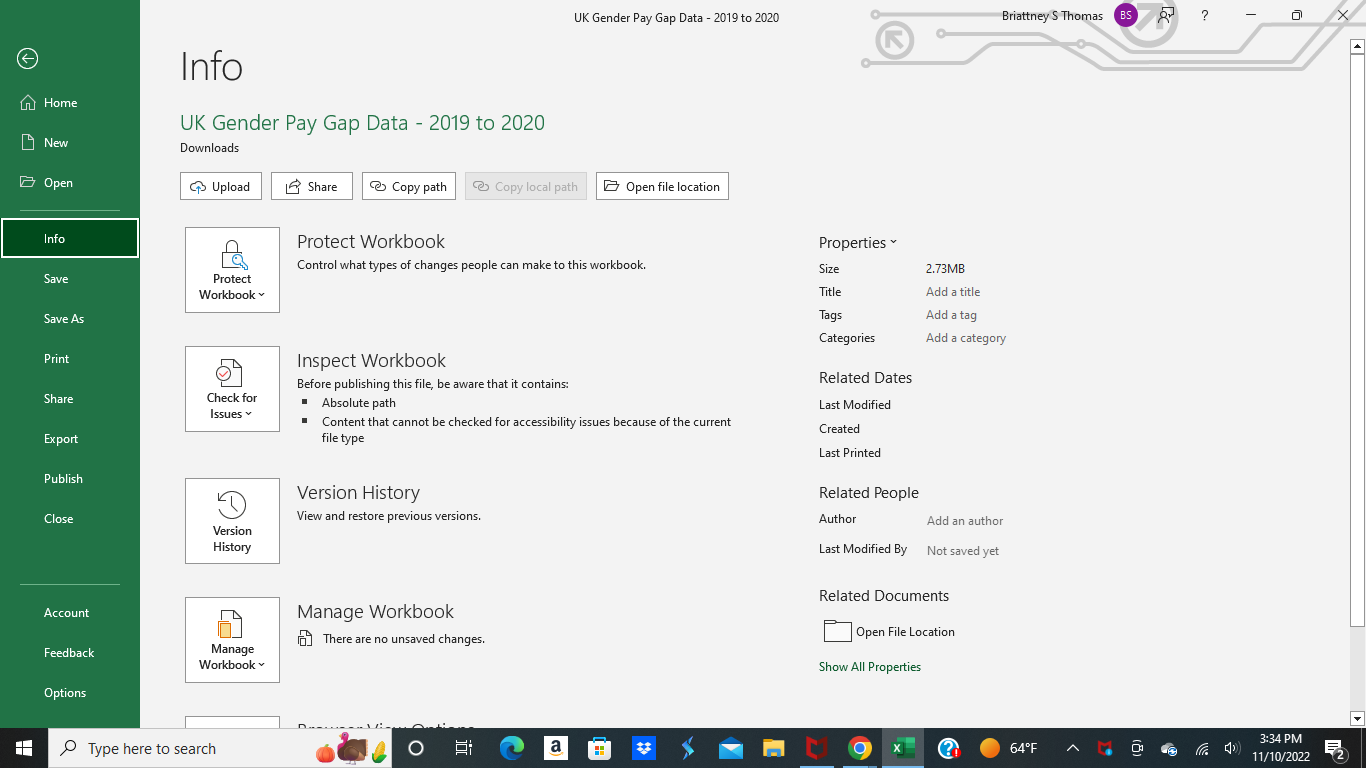 UK Gender Pay Gap Data - 2019 to 2020
Briattney S Thomas
BS
?
Info
Home
New
Open
Info
Save
Save As
Print
Share
Export
Publish
Close
Account
Feedback
Options
UK Gender Pay Gap Data - 2019 to 2020
Downloads
Upload
Share
Copy path
Copy local path
Open file location
Protect
Workbook
Protect Workbook
Control what types of changes people can make to this workbook.
Check for
Issues
Inspect Workbook
Before publishing this file, be aware that it contains:
Absolute path
Content that cannot be checked for accessibility issues because of the current
file type
Version
History
Version History
View and restore previous versions.
Manage
Workbook
Manage Workbook
There are no unsaved changes.
Browser View Options
Properties
Size 2.73MB
Title Add a title
Tags Add a tag
Categories Add a category
Related Dates
Last Modified
Created
Last Printed
Related People
Author Add an author
Last Modified By Not saved yet
Related Documents
Open File Location
Show All Properties
Type here to search
64°F
3:34 PM
11/10/2022
2